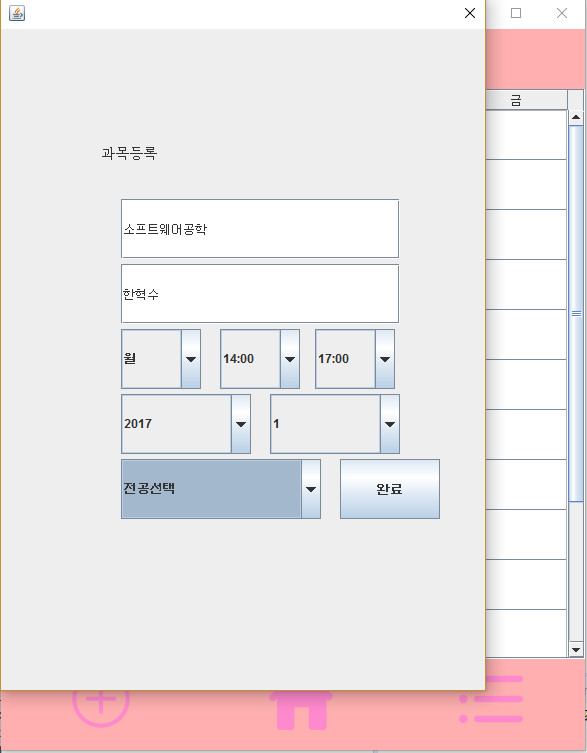 금
과목등록
소프트웨어공학
한혁수
월 14:00 17:00
2017 1
전공선택 완료